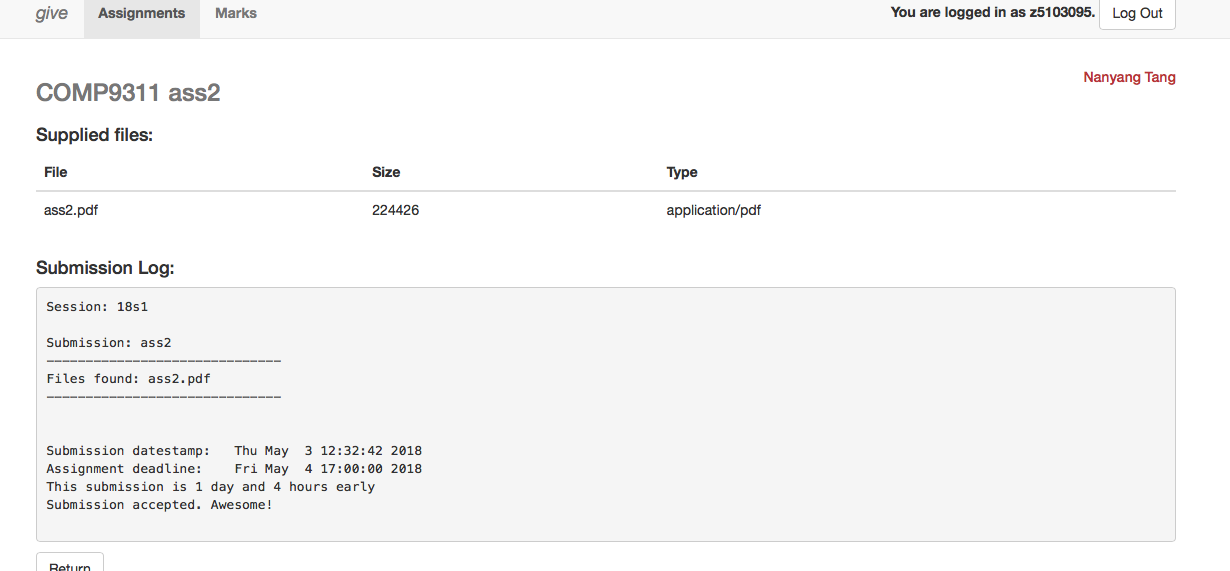 give Assignments Marks You are logged in as z5103095. Log Out
Nanyang Tang
COMP9311 ass2
Supplied files:
File Size Type
ass2.pdf 224426 application/pdf
Submission Log:
Session: 18s1
Submission: ass2
------------------------------
Files found: ass2.pdf
------------------------------
Submission datestamp:   Thu May  3 12:32:42 2018
Assignment deadline:    Fri May  4 17:00:00 2018
This submission is 1 day and 4 hours early
Submission accepted. Awesome!
Return